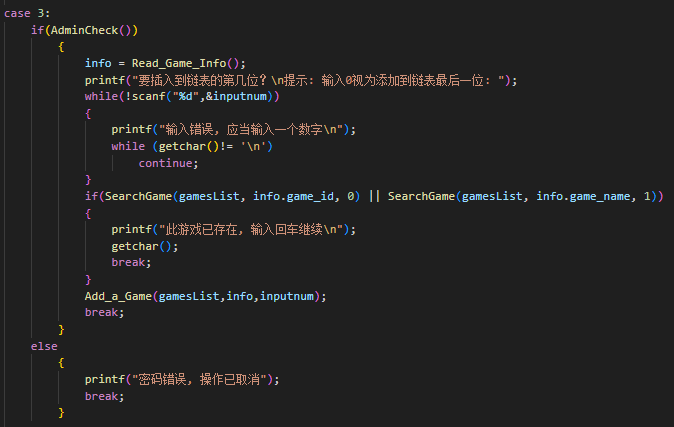 case 3:
if(AdminCheck())
{
info = Read_Game_Info();
printf("要插入到链表的第几位? \n提示: 输入0视为添加到链表最后一位: ");
while(!scanf("%d",&inputnum))
{
printf("输入错误, 应当输入一个数字\n");
while (getchar()!= '\n')
continue;
}
if(SearchGame(gamesList, info.game_id, 0) || SearchGame(gamesList, info.game_name, 1))
{
printf("此游戏已存在, 输入回车继续\n");
getchar();
break;
}
Add_a_Game(gamesList,info,inputnum);
break;
}
else
{
printf("密码错误, 操作已取消");
break;
}